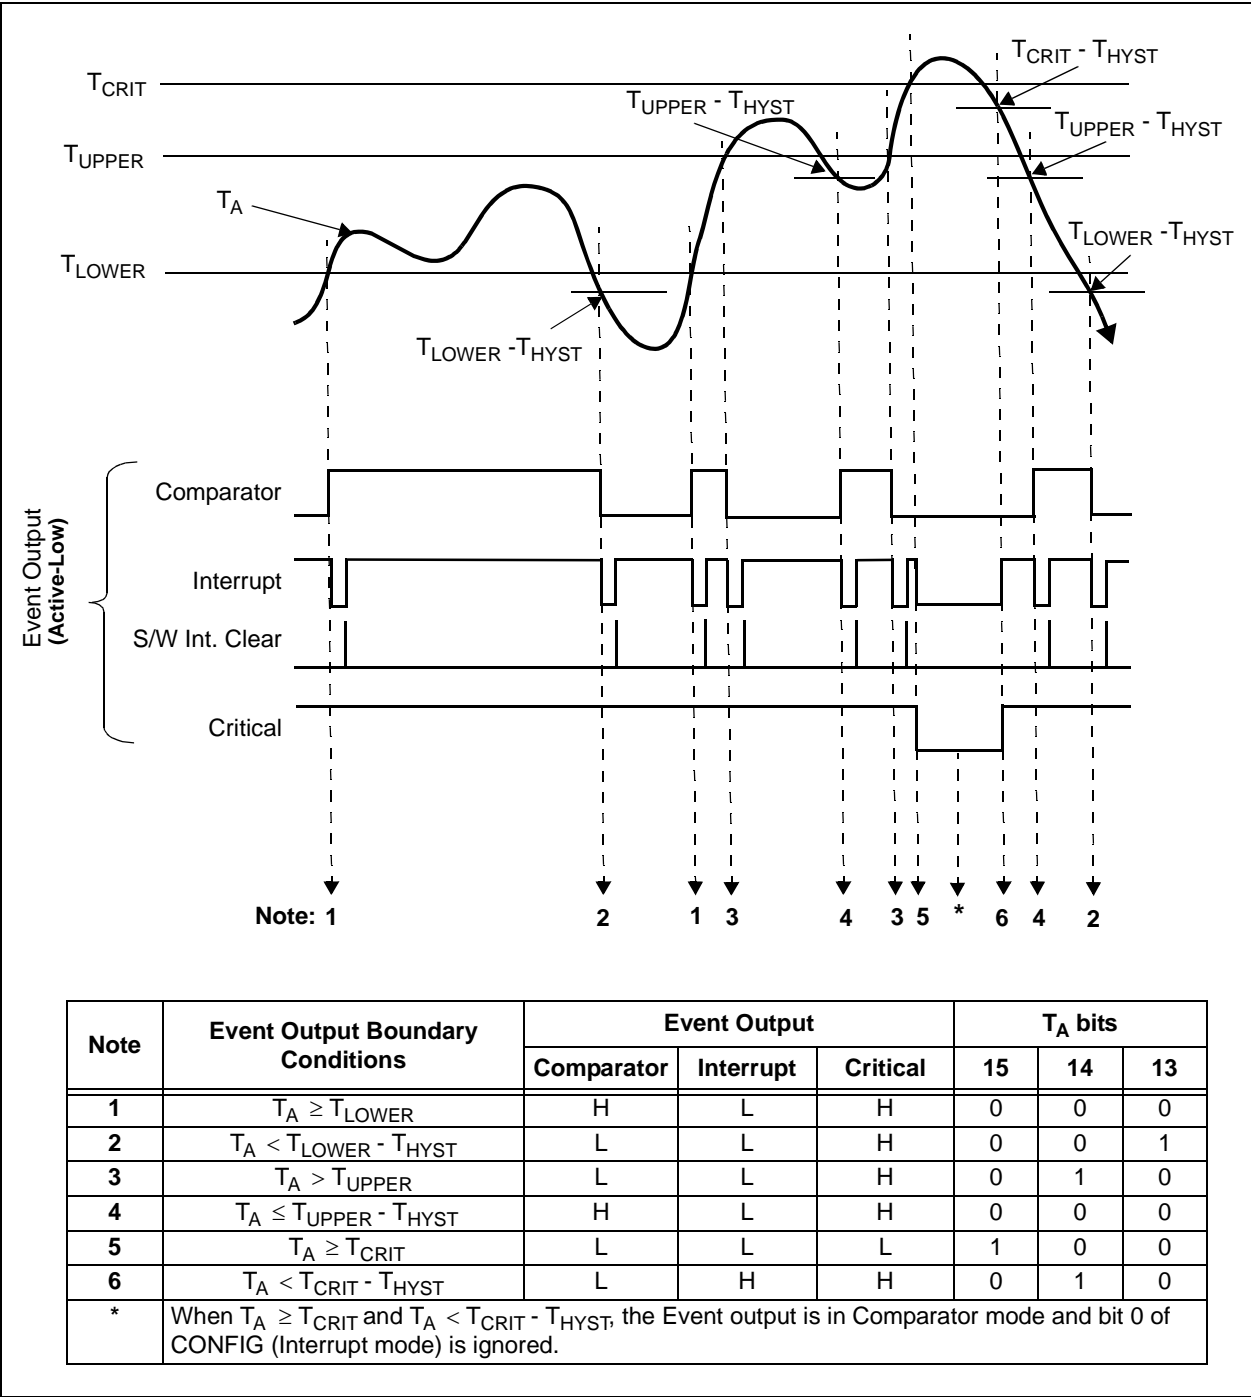 T_CRIT - T_HYST
T_CRIT
T_UPPER - T_HYST
T_UPPER - T_HYST
T_UPPER
T_A
T_LOWER -T_HYST
T_LOWER
T_LOWER -T_HYST
Event Output
(Active-Low)
Comparator
Interrupt
S/W Int. Clear
Critical
Note: 1 2 1 3 4 3 5 * 6 4 2
Note Event Output Boundary Conditions Event Output T_A bits
Comparator Interrupt Critical 15 14 13
1 T_A ≥ T_LOWER H L H 0 0 0
2 T_A < T_LOWER - T_HYST L L H 0 0 1
3 T_A > T_UPPER L L H 0 1 0
4 T_A ≤ T_UPPER - T_HYST H L H 0 0 0
5 T_A ≥ T_CRIT L L L 1 0 0
6 T_A < T_CRIT - T_HYST L H H 0 1 0
* When T_A ≥ T_CRIT and T_A < T_CRIT - T_HYST, the Event output is in Comparator mode and bit 0 of
CONFIG (Interrupt mode) is ignored.